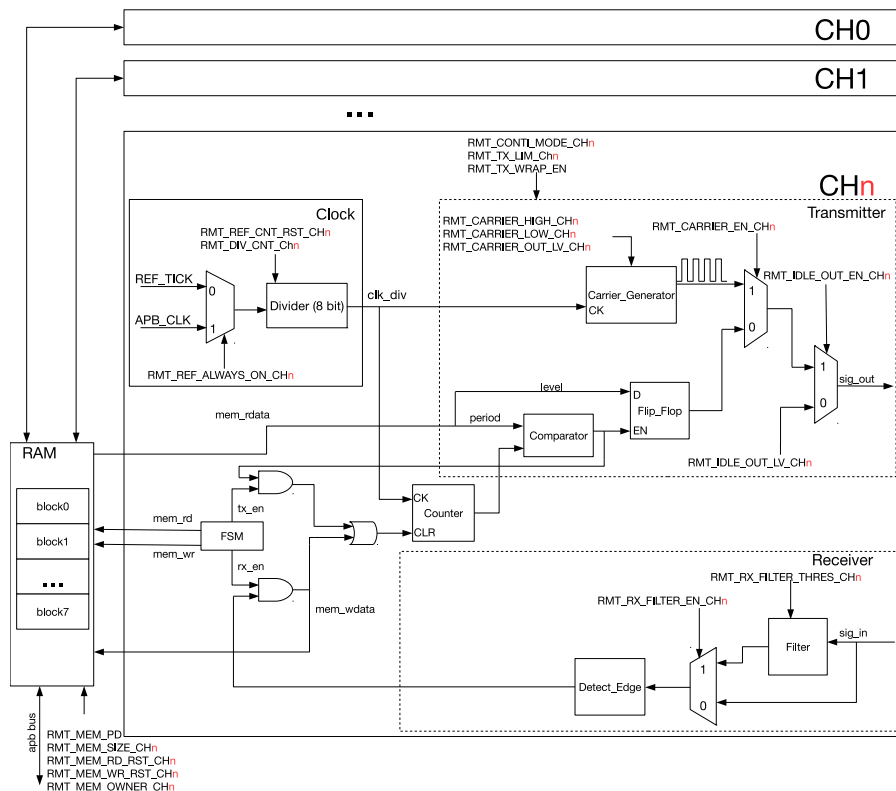 CH0
CH1
...
RMT_CONTI_MODE_CHn
RMT_TX_LIM_Chn
RMT_TX_WRAP_EN
CHn
Transmitter
Clock
RMT_REF_CNT_RST_CHn
RMT_DIV_CNT_Chn
RMT_CARRIER_HIGH_CHn
RMT_CARRIER_LOW_CHn
RMT_CARRIER_OUT_LV_CHn
RMT_CARRIER_EN_CHn
RMT_IDLE_OUT_EN_CHn
REF_TICK
0
Divider (8 bit)
clk_div
Carrier_Generator
CK
1
0
APB_CLK
1
RMT_REF_ALWAYS_ON_CHn
1
0
sig_out
level
D
Flip_Flop
EN
mem_rdata
period
Comparator
RMT_IDLE_OUT_LV_CHn
RAM
block0
block1
...
block7
mem_rd
mem_wr
tx_en
FSM
rx_en
CK
Counter
CLR
mem_wdata
Receiver
RMT_RX_FILTER_THRES_CHn
RMT_RX_FILTER_EN_CHn
sig_in
Filter
1
0
Detect_Edge
apb bus
RMT_MEM_PD
RMT_MEM_SIZE_CHn
RMT_MEM_RD_RST_CHn
RMT_MEM_WR_RST_CHn
RMT_MEM_OWNER_CHn